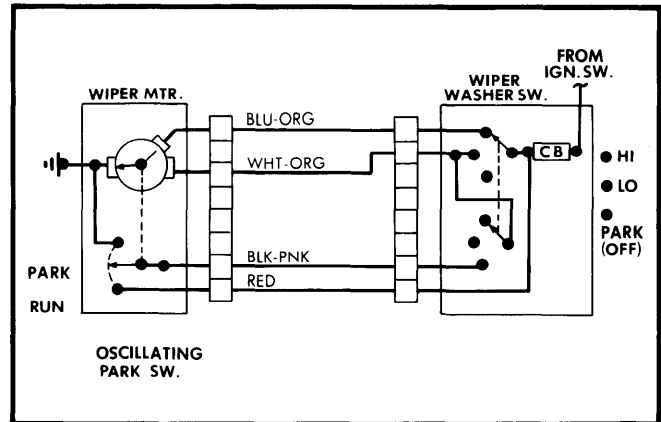 FROM
IGN. SW.
WIPER MTR.
WIPER
WASHER SW.
BLU-ORG
CB
HI
WHT-ORG
LO
PARK
(OFF)
BLK-PNK
PARK
RED
RUN
OSCILLATING
PARK SW.